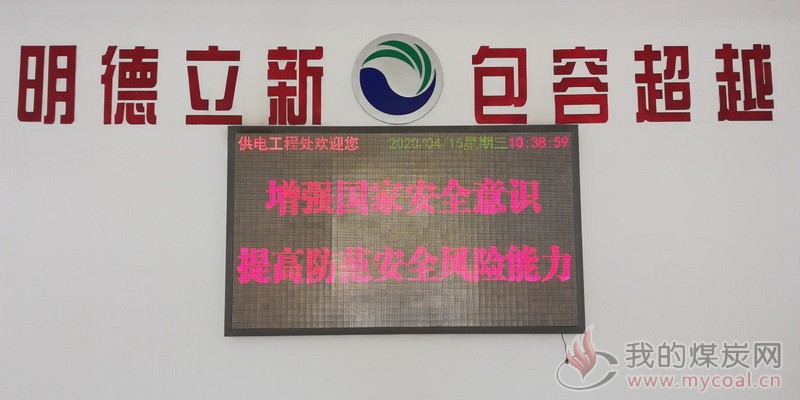 明德立新 包容超越
供电工程处欢迎您 2020/04/15星期三10:38:59
增强国家安全意识
提高防范安全风险能力
我的煤炭网
www.mycoal.cn